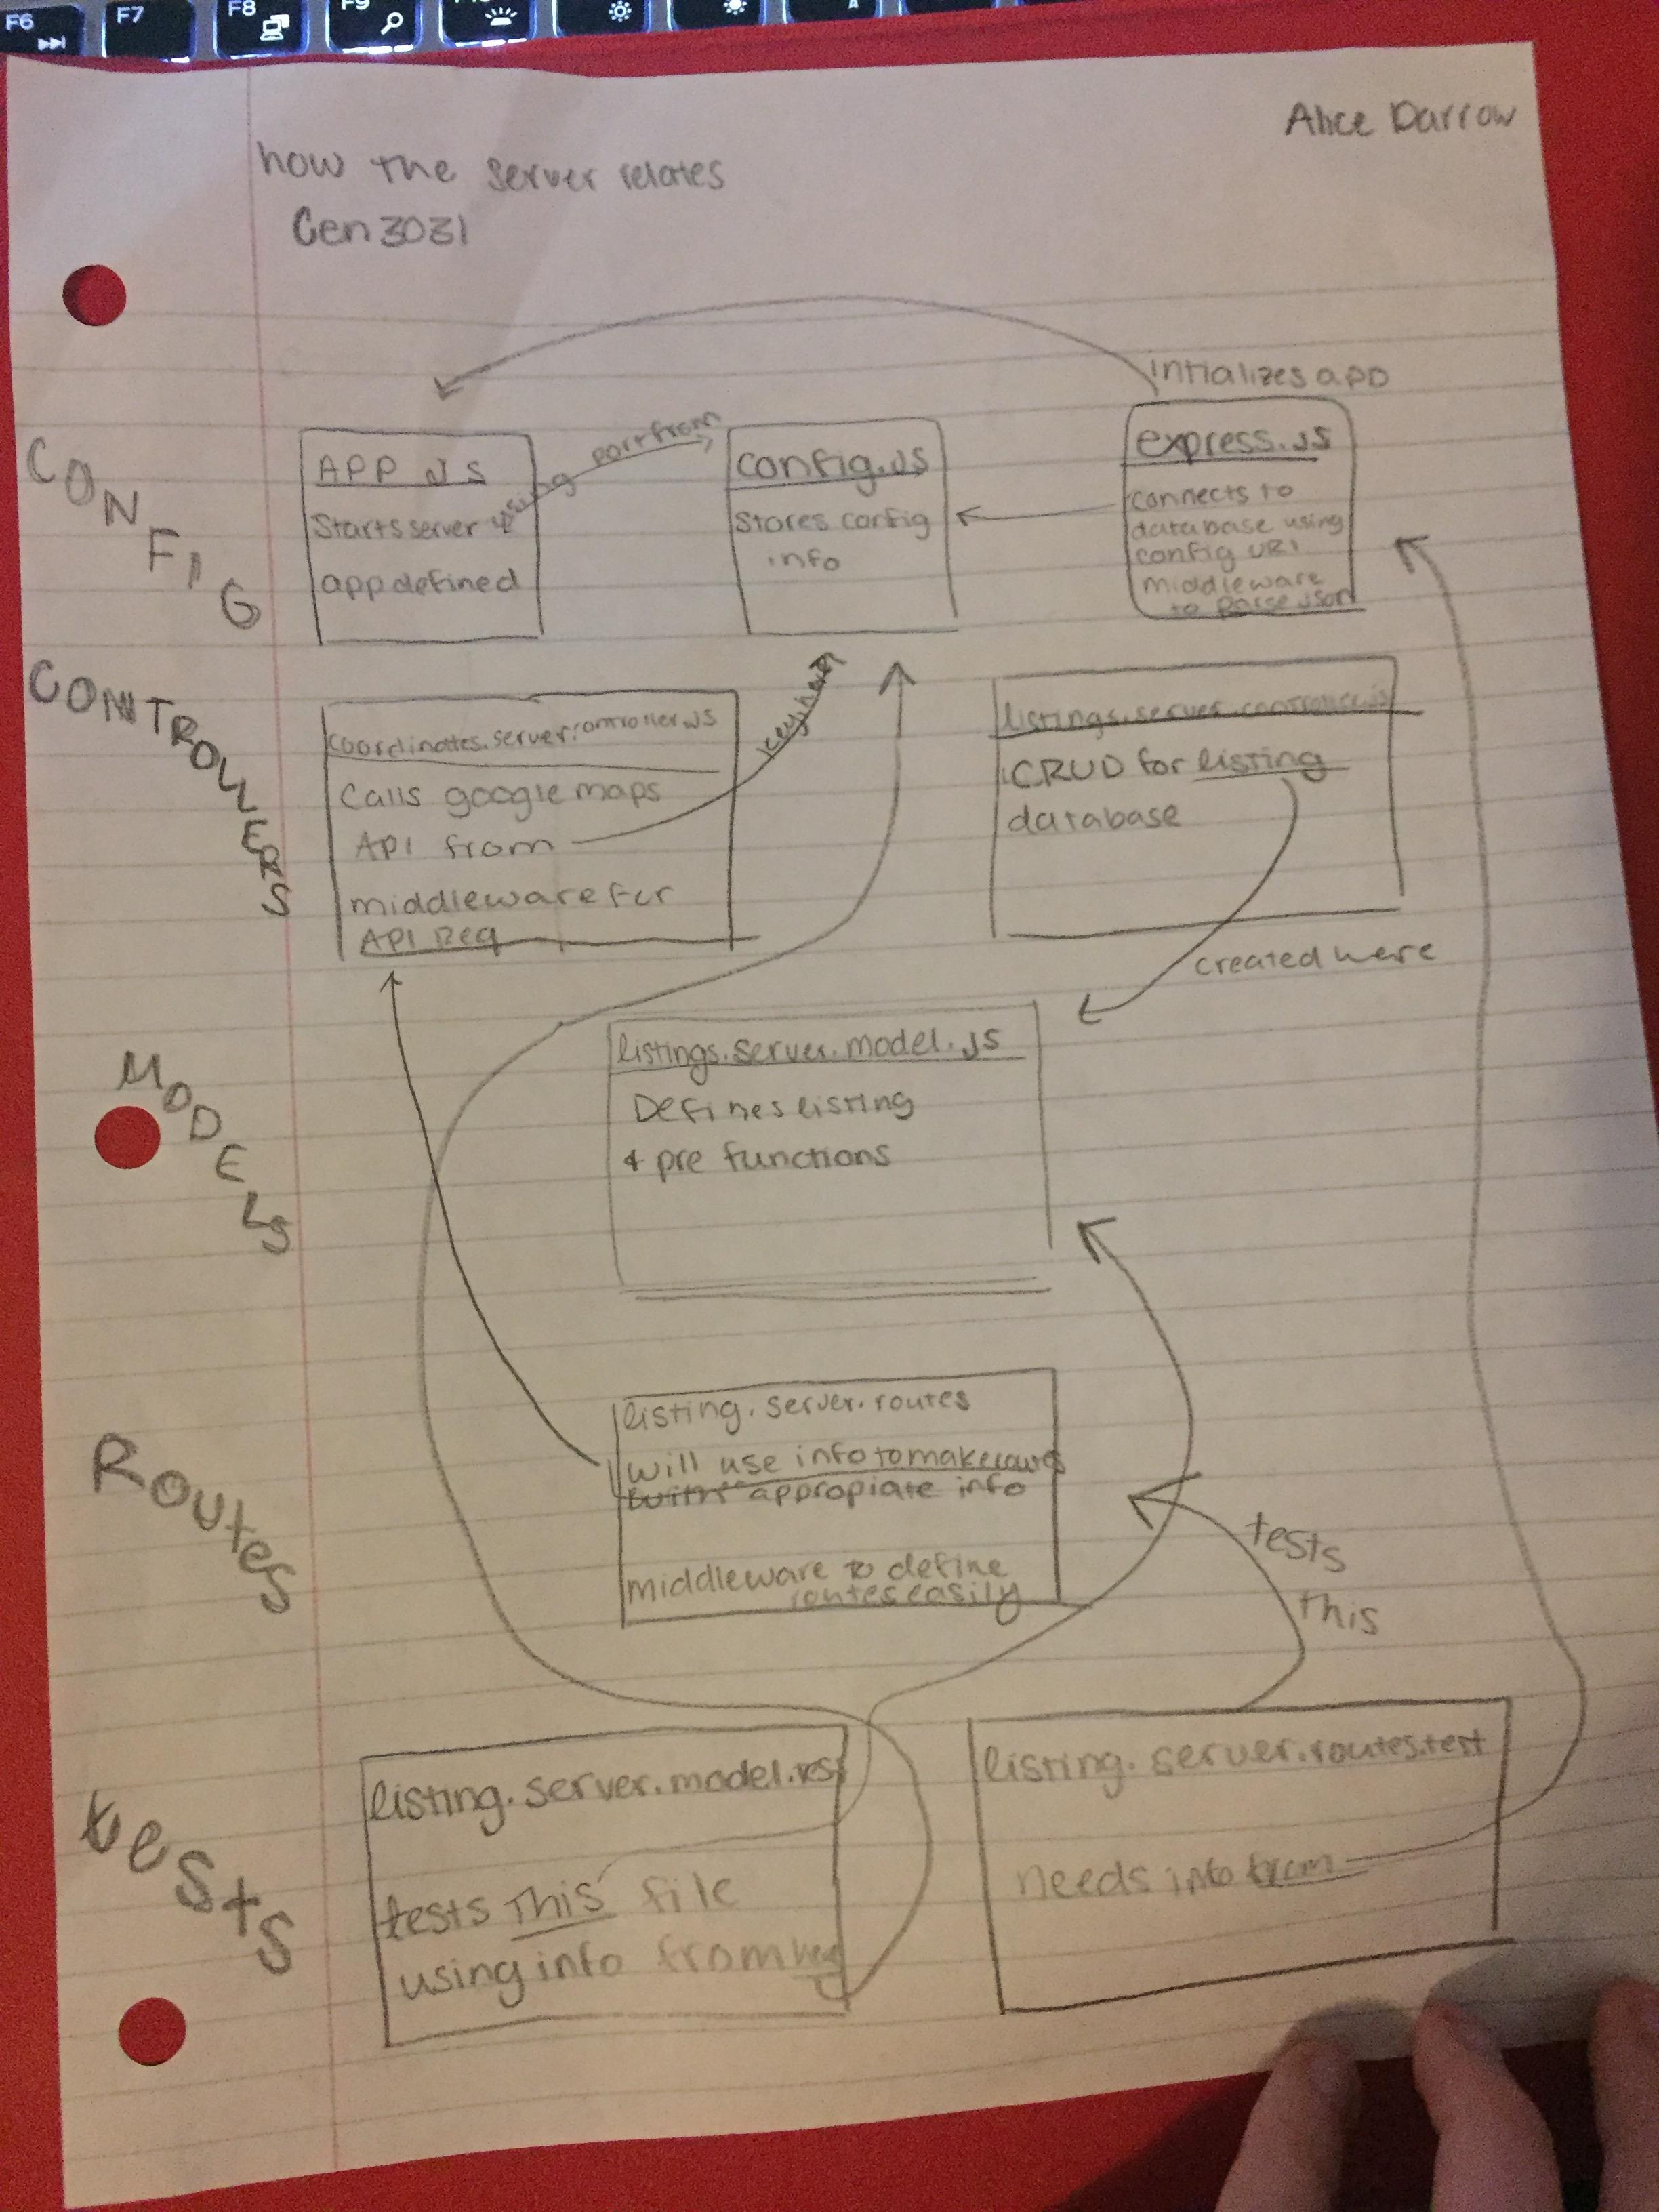 Alice Darrow
how the server relates
Cen 3031
intializes app
CONFIG
APP JS
Starts server using port from
app defined
config.JS
stores config
info
express.JS
connects to
database using
config URI
middleware
to parse json
CONTROLLERS
coordinates.server.controller.js
Calls google maps
API from
middleware for
API Req
listings.server.controller.js
CRUD for listing
database
created here
MODELS
listings.server.model.JS
Defines listing
+ pre functions
Routes
listing.server.routes
will use info to make
with appropiate info
middleware to define
routes easily
tests
this
tests
listing.server.model.test
tests this file
using info from
listing.server.routes.test
needs info from
F6
F7
F8
F9